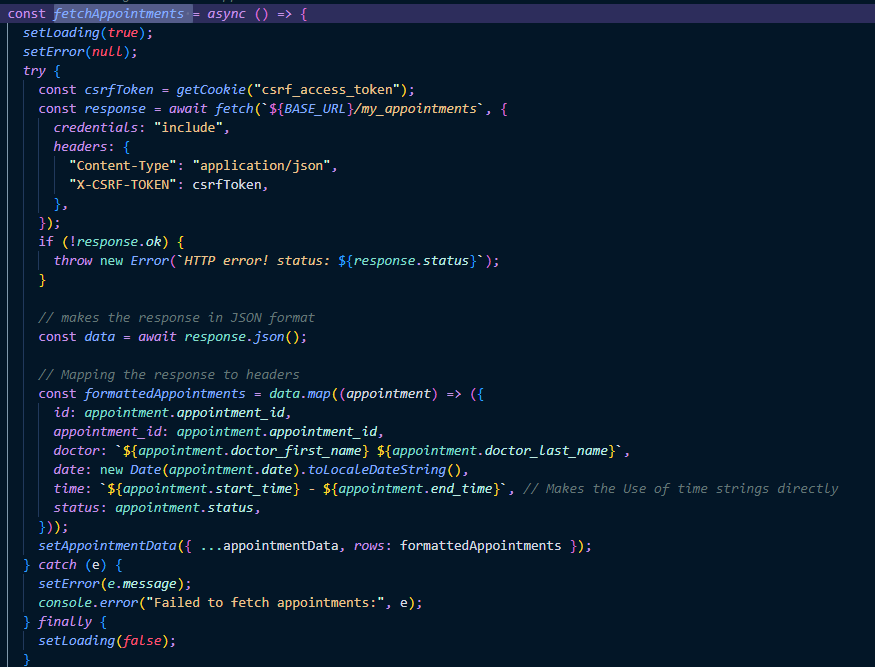 const fetchAppointments = async () => {
  setLoading(true);
  setError(null);
  try {
    const csrfToken = getCookie("csrf_access_token");
    const response = await fetch(`${BASE_URL}/my_appointments`, {
      credentials: "include",
      headers: {
        "Content-Type": "application/json",
        "X-CSRF-TOKEN": csrfToken,
      },
    });
    if (!response.ok) {
      throw new Error(`HTTP error! status: ${response.status}`);
    }

    // makes the response in JSON format
    const data = await response.json();

    // Mapping the response to headers
    const formattedAppointments = data.map((appointment) => ({
      id: appointment.appointment_id,
      appointment_id: appointment.appointment_id,
      doctor: `${appointment.doctor_first_name} ${appointment.doctor_last_name}`,
      date: new Date(appointment.date).toLocaleDateString(),
      time: `${appointment.start_time} - ${appointment.end_time}`, // Makes the Use of time strings directly
      status: appointment.status,
    }));
    setAppointmentData({ ...appointmentData, rows: formattedAppointments });
  } catch (e) {
    setError(e.message);
    console.error("Failed to fetch appointments:", e);
  } finally {
    setLoading(false);
  }